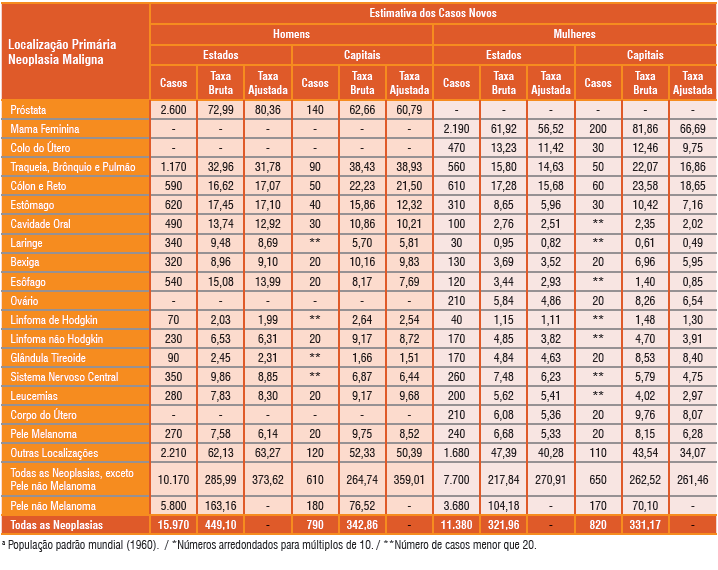 Localização Primária Neoplasia Maligna
Estimativa dos Casos Novos
Homens Mulheres
Estados Capitais Estados Capitais
Casos Taxa Bruta Taxa Ajustada Casos Taxa Bruta Taxa Ajustada Casos Taxa Bruta Taxa Ajustada Casos Taxa Bruta Taxa Ajustada
Próstata 2.600 72,99 80,36 140 62,66 60,79 - - - - - -
Mama Feminina - - - - - - 2.190 61,92 56,52 200 81,86 66,69
Colo do Útero - - - - - - 470 13,23 11,42 30 12,46 9,75
Traqueia, Brônquio e Pulmão 1.170 32,96 31,78 90 38,43 38,93 560 15,80 14,63 50 22,07 16,86
Cólon e Reto 590 16,62 17,07 50 22,23 21,50 610 17,28 15,68 60 23,58 18,65
Estômago 620 17,45 17,10 40 15,86 12,32 310 8,65 5,96 30 10,42 7,16
Cavidade Oral 490 13,74 12,92 30 10,86 10,21 100 2,76 2,51 ** 2,35 2,02
Laringe 340 9,48 8,69 ** 5,70 5,81 30 0,95 0,82 ** 0,61 0,49
Bexiga 320 8,96 9,10 20 10,16 9,83 130 3,69 3,52 20 6,96 5,95
Esôfago 540 15,08 13,99 20 8,17 7,69 120 3,44 2,93 ** 1,40 0,85
Ovário - - - - - - 210 5,84 4,86 20 8,26 6,54
Linfoma de Hodgkin 70 2,03 1,99 ** 2,64 2,54 40 1,15 1,11 ** 1,48 1,30
Linfoma não Hodgkin 230 6,53 6,31 20 9,17 8,72 170 4,85 3,82 ** 4,70 3,91
Glândula Tireoide 90 2,45 2,31 ** 1,66 1,51 170 4,84 4,63 20 8,53 8,40
Sistema Nervoso Central 350 9,86 8,85 ** 6,87 6,44 260 7,48 6,23 ** 5,79 4,75
Leucemias 280 7,83 8,30 20 9,17 9,68 200 5,62 5,41 ** 4,02 2,97
Corpo do Útero - - - - - - 210 6,08 5,36 20 9,76 8,07
Pele Melanoma 270 7,58 6,14 20 9,75 8,52 240 6,68 5,33 20 8,15 6,28
Outras Localizações 2.210 62,13 63,27 120 52,33 50,39 1.680 47,39 40,28 110 43,54 34,07
Todas as Neoplasias, exceto Pele não Melanoma 10.170 285,99 373,62 610 264,74 359,01 7.700 217,84 270,91 650 262,52 261,46
Pele não Melanoma 5.800 163,16 - 180 76,52 - 3.680 104,18 - 170 70,10 -
Todas as Neoplasias 15.970 449,10 - 790 342,86 - 11.380 321,96 - 820 331,17 -
ª População padrão mundial (1960). / *Números arredondados para múltiplos de 10. / **Número de casos menor que 20.